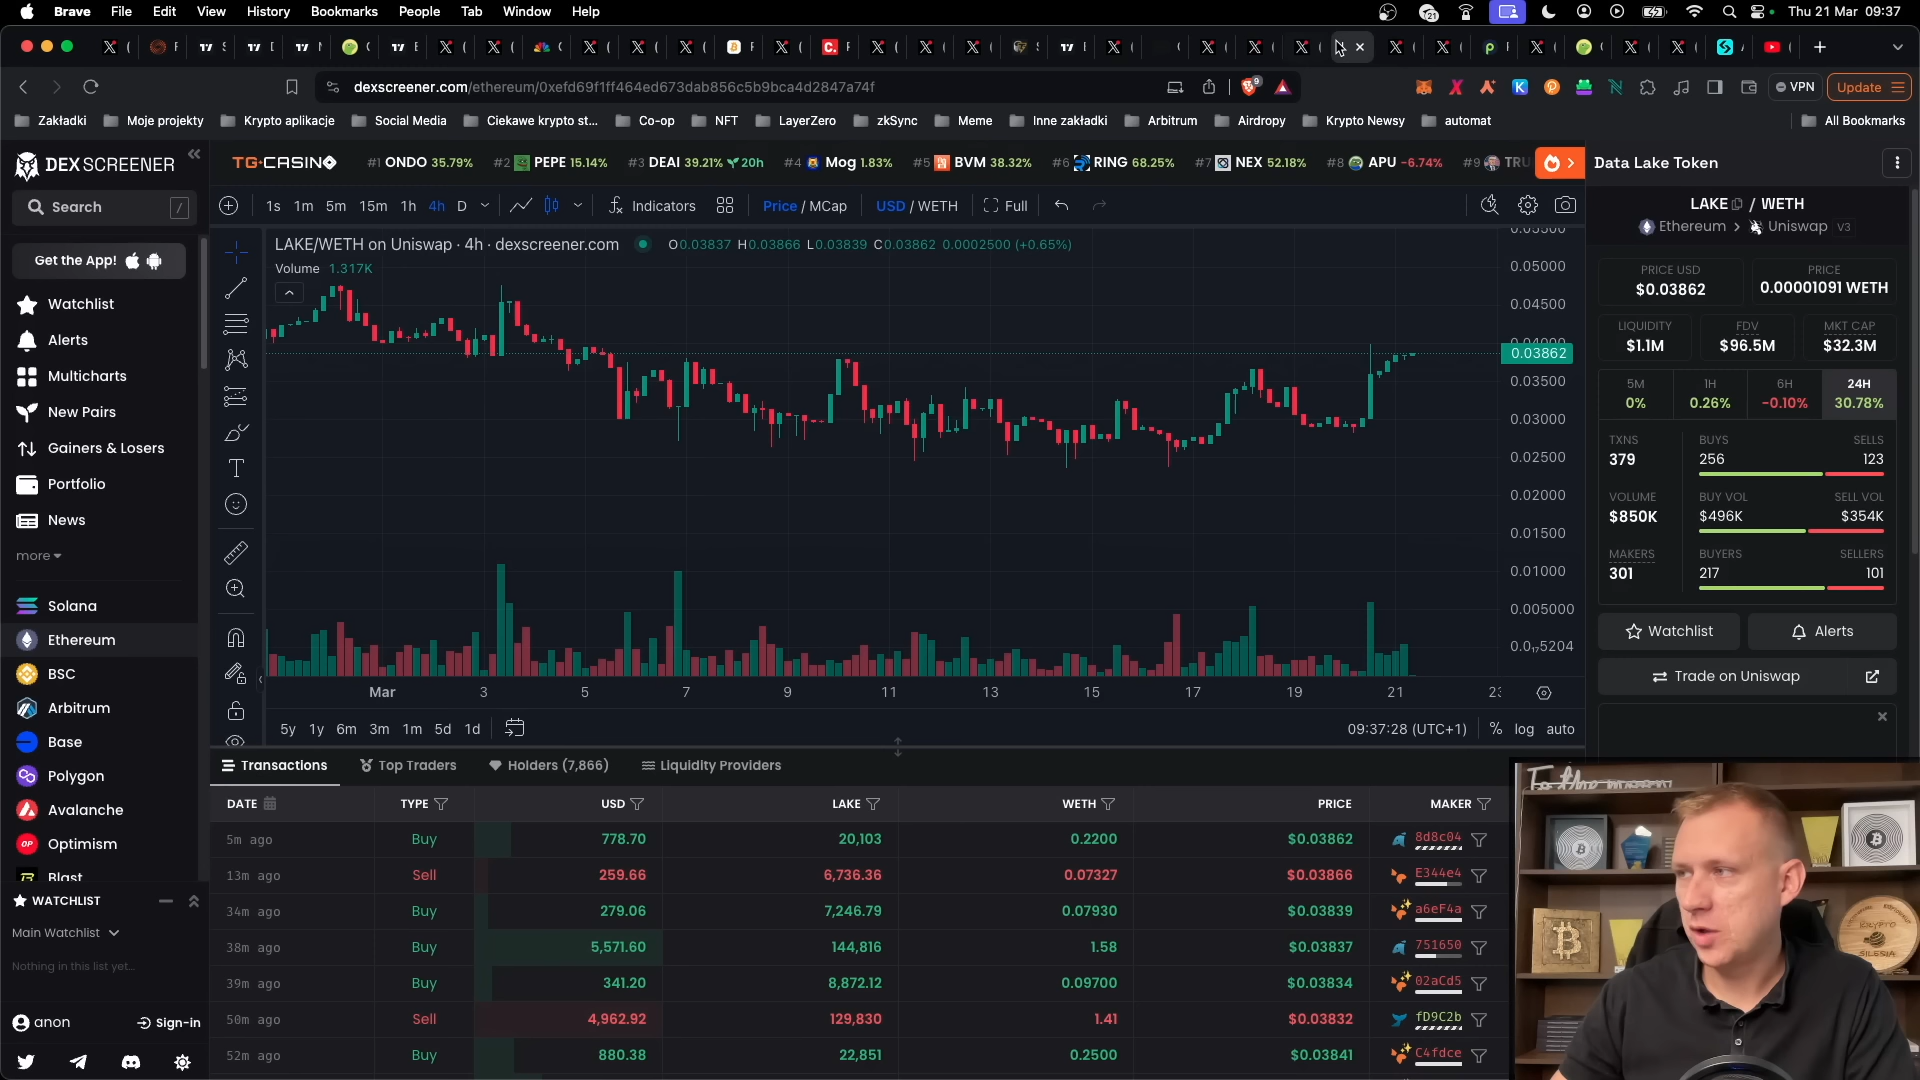 Brave File Edit View History Bookmarks People Tab Window Help
21
Thu 21 Mar 09:37
dexscreener.com/ethereum/0xefd69f1ff464ed673dab856c5b9bca4d2847a74f
9
VPN
Update
Zakładki Moje projekty Krypto aplikacje Social Media Ciekawe krypto st... Co-op NFT LayerZero zkSync Meme Inne zakładki Arbitrum Airdropy Krypto Newsy automat All Bookmarks
DEX SCREENER
TG.CASINO #1 ONDO 35.79% #2 PEPE 15.14% #3 DEAI 39.21% 20h #4 Mog 1.83% #5 BVM 38.32% #6 RING 68.25% #7 NEX 52.18% #8 APU -6.74% #9 TRU
Data Lake Token
Search /
1s 1m 5m 15m 1h 4h D Indicators Price / MCap USD / WETH Full
LAKE / WETH
Ethereum > Uniswap V3
Get the App!
LAKE/WETH on Uniswap · 4h · dexscreener.com O0.03837 H0.03866 L0.03839 C0.03862 0.0002500 (+0.65%)
Volume 1.317K
Watchlist
Alerts
Multicharts
New Pairs
Gainers & Losers
Portfolio
News
more
Solana
Ethereum
BSC
Arbitrum
Base
Polygon
Avalanche
Optimism
Blast
WATCHLIST
Main Watchlist
Nothing in this list yet...
anon Sign-in
0.05000
0.04500
0.03862
0.03500
0.03000
0.02500
0.02000
0.01500
0.01000
0.005000
0.0₁₇5204
Mar 3 5 7 9 11 13 15 17 19 21
5y 1y 6m 3m 1m 5d 1d
09:37:28 (UTC+1) % log auto
PRICE USD
$0.03862
PRICE
0.00001091 WETH
LIQUIDITY
$1.1M
FDV
$96.5M
MKT CAP
$32.3M
5M
0%
1H
0.26%
6H
-0.10%
24H
30.78%
TXNS
379
BUYS
256
SELLS
123
VOLUME
$850K
BUY VOL
$496K
SELL VOL
$354K
MAKERS
301
BUYERS
217
SELLERS
101
Watchlist Alerts
Trade on Uniswap
Transactions Top Traders Holders (7,866) Liquidity Providers
DATE TYPE USD LAKE WETH PRICE MAKER
5m ago Buy 778.70 20,103 0.2200 $0.03862 8d8c04
13m ago Sell 259.66 6,736.36 0.07327 $0.03866 E344e4
34m ago Buy 279.06 7,246.79 0.07930 $0.03839 a6eF4a
38m ago Buy 5,571.60 144,816 1.58 $0.03837 751650
39m ago Buy 341.20 8,872.12 0.09700 $0.03834 02aCd5
50m ago Sell 4,962.92 129,830 1.41 $0.03832 fD9C2b
52m ago Buy 880.38 22,851 0.2500 $0.03841 C4fdce